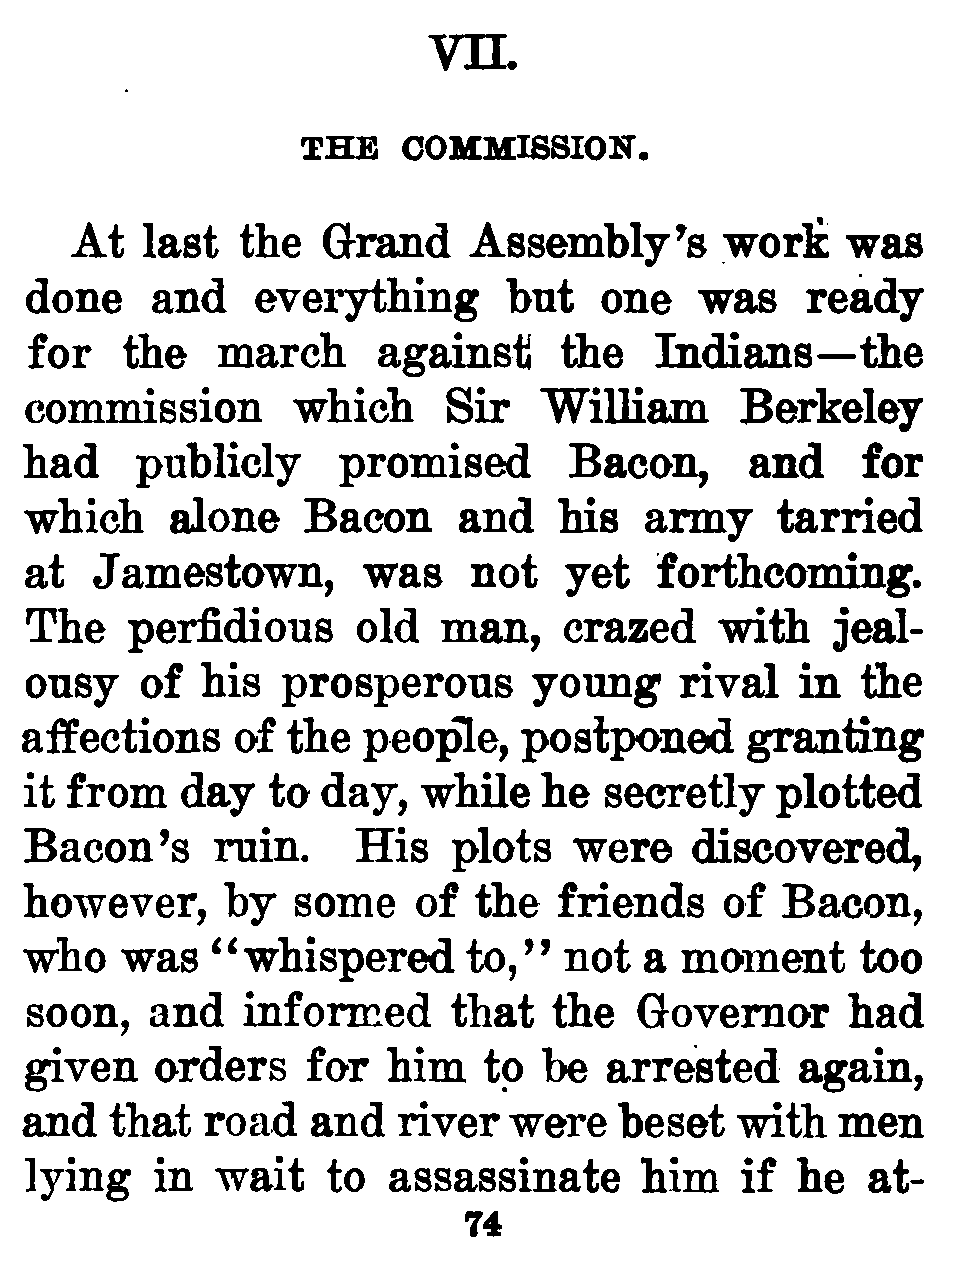 VII.
THE COMMISSION.
At last the Grand Assembly's work was
done and everything but one was ready
for the march against the Indians—the
commission which Sir William Berkeley
had publicly promised Bacon, and for
which alone Bacon and his army tarried
at Jamestown, was not yet forthcoming.
The perfidious old man, crazed with jeal-
ousy of his prosperous young rival in the
affections of the people, postponed granting
it from day to day, while he secretly plotted
Bacon's ruin. His plots were discovered,
however, by some of the friends of Bacon,
who was "whispered to," not a moment too
soon, and informed that the Governor had
given orders for him to be arrested again,
and that road and river were beset with men
lying in wait to assassinate him if he at-
74